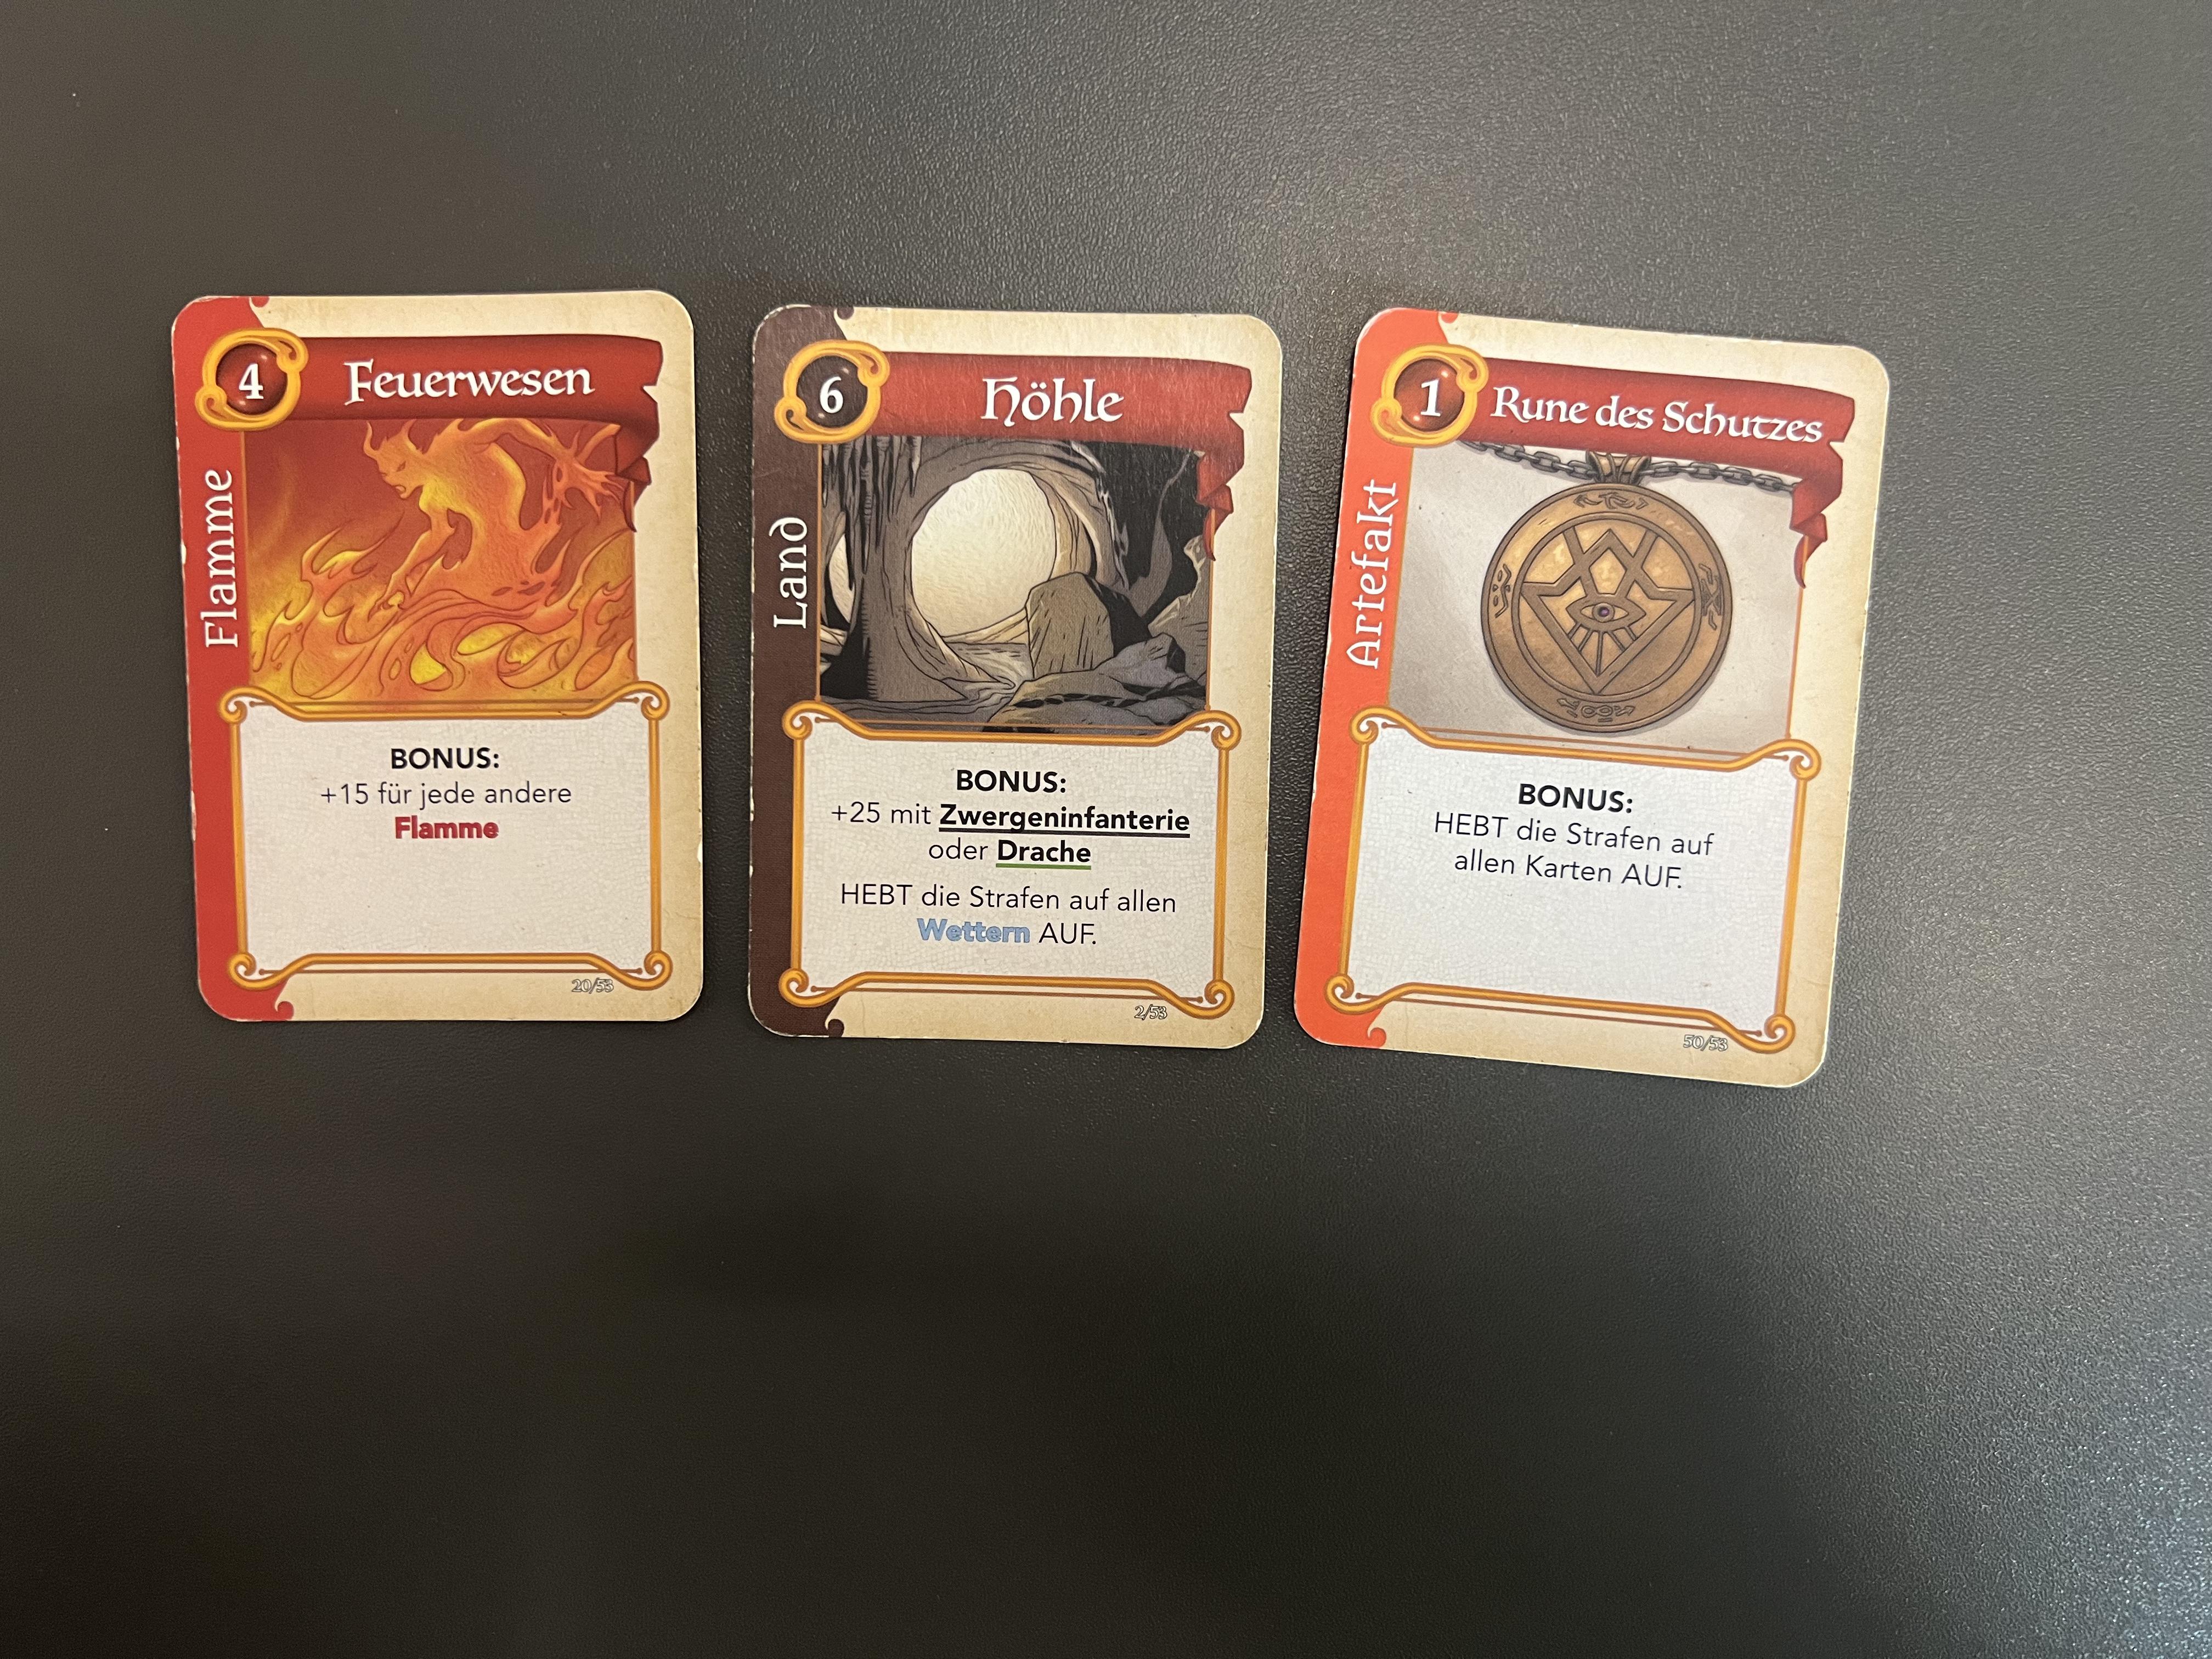 4
Feuerwesen
Flamme
BONUS:
+15 für jede andere
Flamme
20/53
6
Höhle
Land
BONUS:
+25 mit Zwergeninfanterie
oder Drache
HEBT die Strafen auf allen
Wettern AUF.
2/53
1
Rune des Schutzes
Artefakt
BONUS:
HEBT die Strafen auf
allen Karten AUF.
50/53